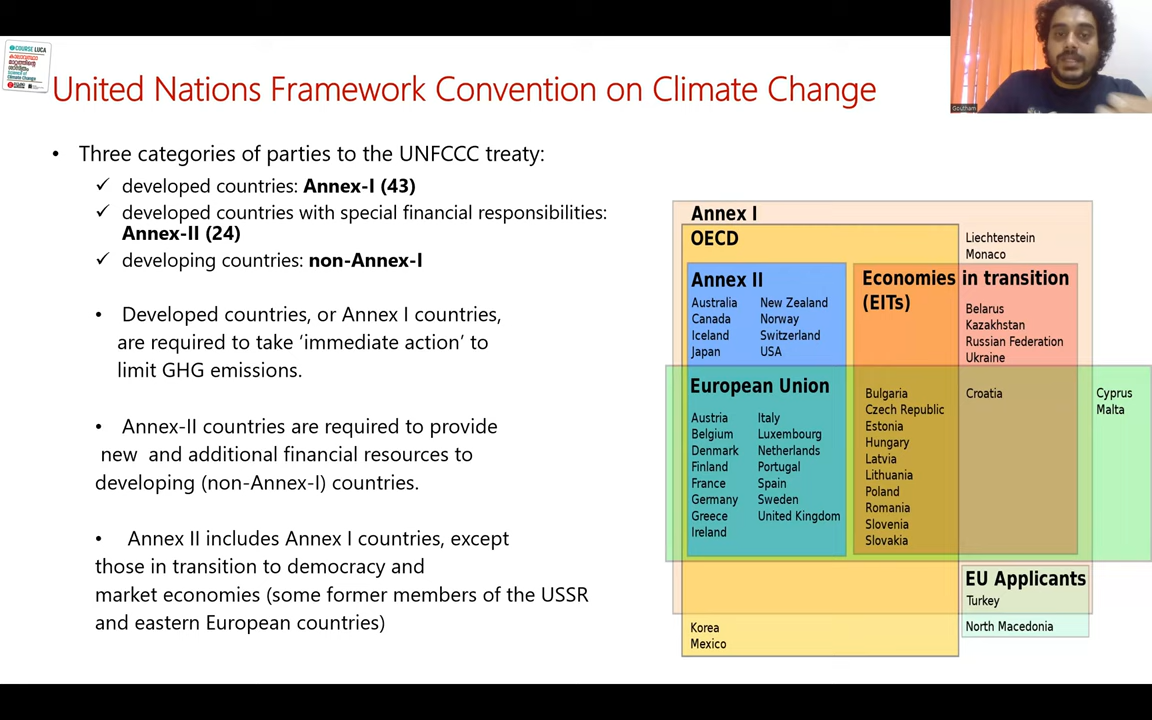 COURSE LUCA
Climate Change
United Nations Framework Convention on Climate Change
Goutham
• Three categories of parties to the UNFCCC treaty:
✓ developed countries: Annex-I (43)
✓ developed countries with special financial responsibilities:
Annex-II (24)
✓ developing countries: non-Annex-I
• Developed countries, or Annex I countries,
are required to take ‘immediate action’ to
limit GHG emissions.
• Annex-II countries are required to provide
new and additional financial resources to
developing (non-Annex-I) countries.
• Annex II includes Annex I countries, except
those in transition to democracy and
market economies (some former members of the USSR
and eastern European countries)
Annex I
OECD
Liechtenstein
Monaco
Annex II
Australia New Zealand
Canada Norway
Iceland Switzerland
Japan USA
Economies in transition
(EITs)
Belarus
Kazakhstan
Russian Federation
Ukraine
European Union
Austria Italy
Belgium Luxembourg
Denmark Netherlands
Finland Portugal
France Spain
Germany Sweden
Greece United Kingdom
Ireland
Bulgaria
Czech Republic
Estonia
Hungary
Latvia
Lithuania
Poland
Romania
Slovenia
Slovakia
Croatia
Cyprus
Malta
EU Applicants
Turkey
North Macedonia
Korea
Mexico